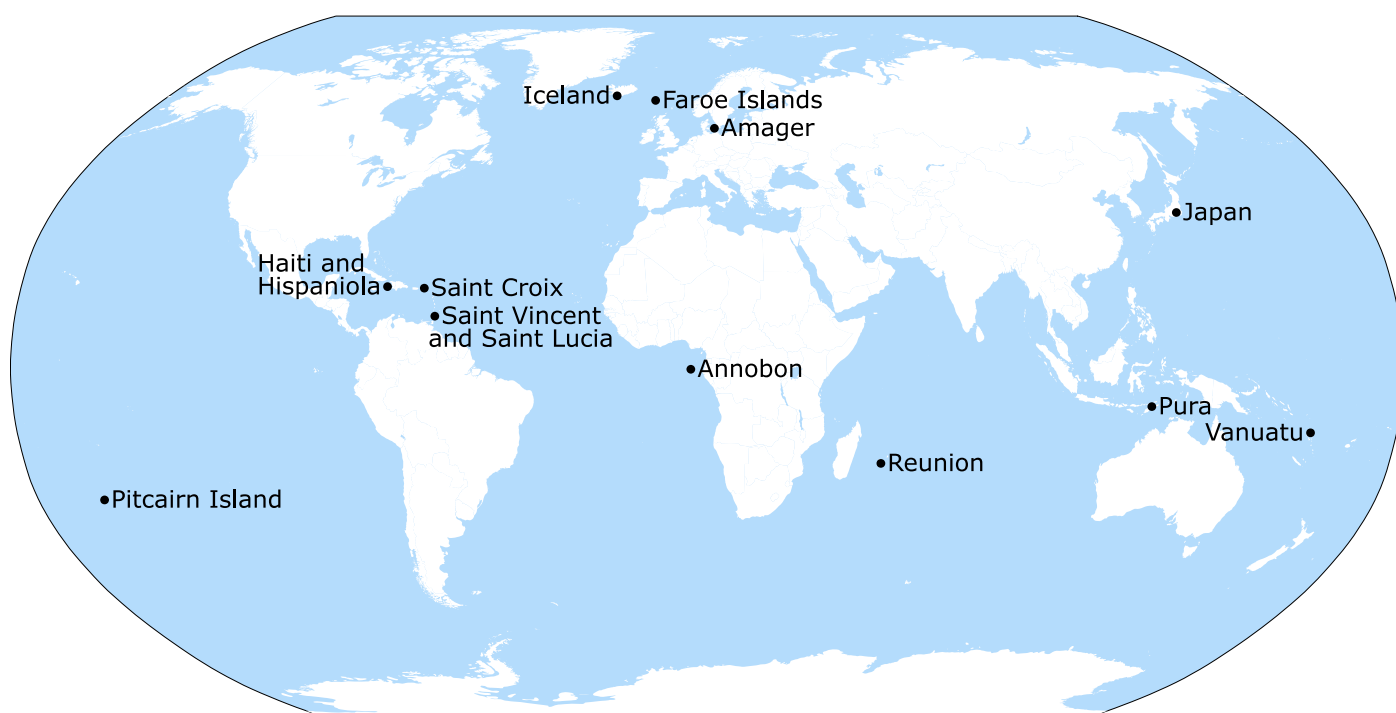 Iceland
Faroe Islands
Amager
Japan
Haiti and
Hispaniola
Saint Croix
Saint Vincent
and Saint Lucia
Annobon
Pura
Vanuatu
Reunion
Pitcairn Island